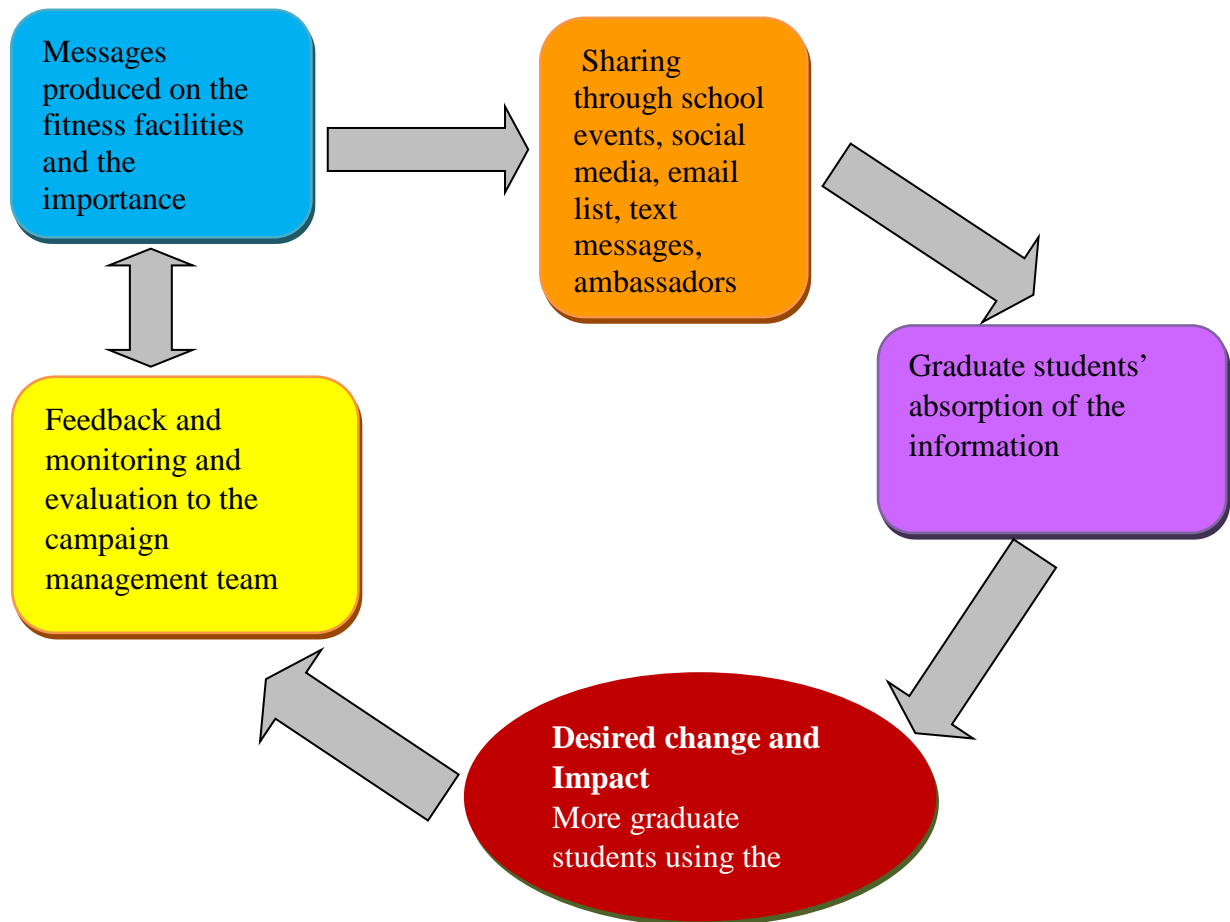 Messages
produced on the
fitness facilities
and the
importance
Sharing
through school
events, social
media, email
list, text
messages,
ambassadors
Graduate students’
absorption of the
information
Desired change and
Impact
More graduate
students using the
Feedback and
monitoring and
evaluation to the
campaign
management team